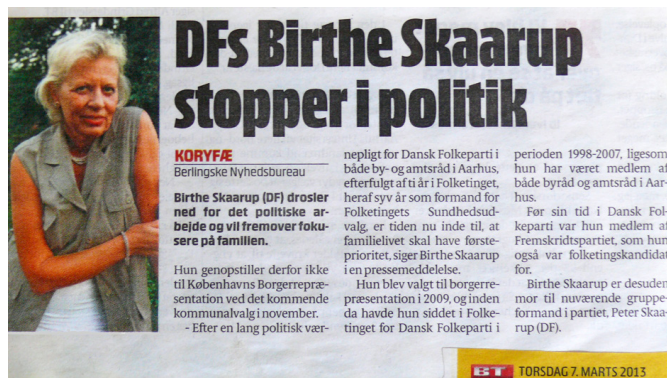 DFs Birthe Skaarup
stopper i politik
KORYFÆ
Berlingske Nyhedsbureau
Birthe Skaarup (DF) drosler
ned for det politiske ar-
bejde og vil fremover foku-
sere på familien.
Hun genopstiller derfor ikke
til Københavns Borgerrepræ-
sentation ved det kommende
kommunalvalg i november.
- Efter en lang politisk vær-
nepligt for Dansk Folkeparti i
både by- og amtsråd i Aarhus,
efterfulgt af ti år i Folketinget,
heraf syv år som formand for
Folketingets Sundhedsud-
valg, er tiden nu inde til, at
familielivet skal have første-
prioritet, siger Birthe Skaarup
i en pressemeddelelse.
Hun blev valgt til borgerre-
præsentation i 2009, og inden
da havde hun siddet i Folke-
tinget for Dansk Folkeparti i
perioden 1998-2007, ligesom
hun har været medlem af
både byråd og amtsråd i Aar-
hus.
Før sin tid i Dansk Fol-
keparti var hun medlem af
Fremskridtspartiet, som hun
også var folketingskandidat
for.
Birthe Skaarup er desuden
mor til nuværende gruppe-
formand i partiet, Peter Skaa-
rup (DF).
BT TORSDAG 7. MARTS 2013